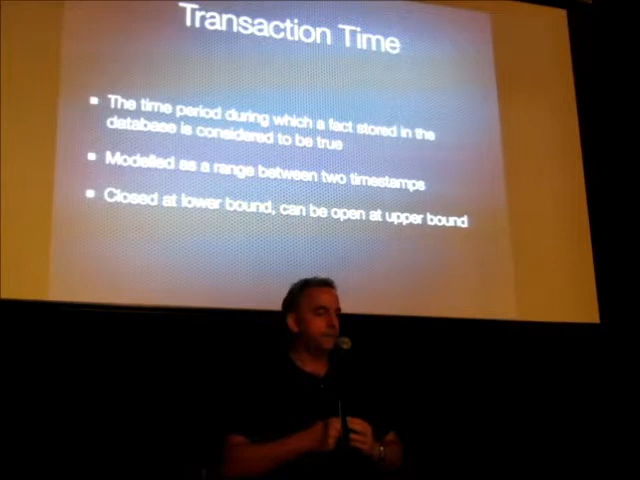 Transaction Time
The time period during which a fact stored in the
database is considered to be true
Modelled as a range between two timestamps
Closed at lower bound, can be open at upper bound